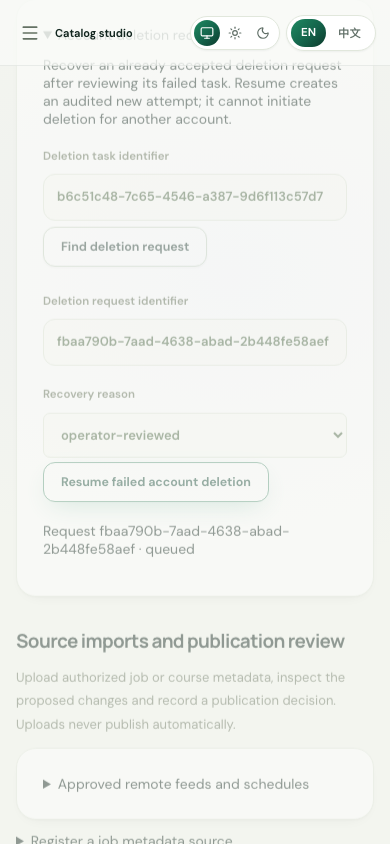 Catalog studio
EN
中文
Recover an already accepted deletion request
after reviewing its failed task. Resume creates
an audited new attempt; it cannot initiate
deletion for another account.
Deletion task identifier
b6c51c48-7c65-4546-a387-9d6f113c57d7
Find deletion request
Deletion request identifier
fbaa790b-7aad-4638-abad-2b448fe58aef
Recovery reason
operator-reviewed
Resume failed account deletion
Request fbaa790b-7aad-4638-abad-
2b448fe58aef · queued
Source imports and publication review
Upload authorized job or course metadata, inspect the
proposed changes and record a publication decision.
Uploads never publish automatically.
Approved remote feeds and schedules
Register a job metadata source